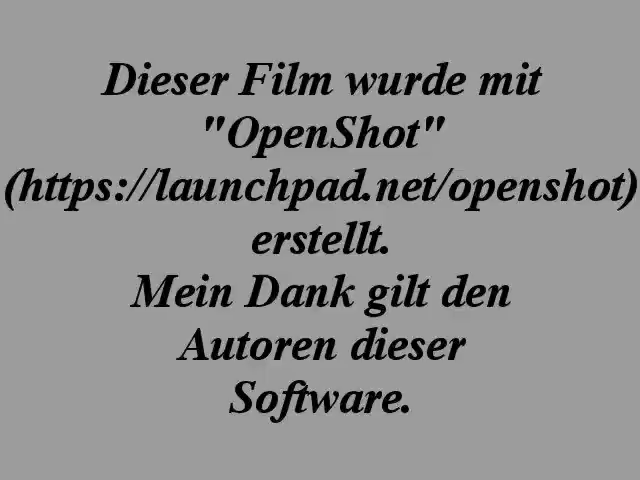 Dieser Film wurde mit
"OpenShot"
(https://launchpad.net/openshot)
erstellt.
Mein Dank gilt den
Autoren dieser
Software.